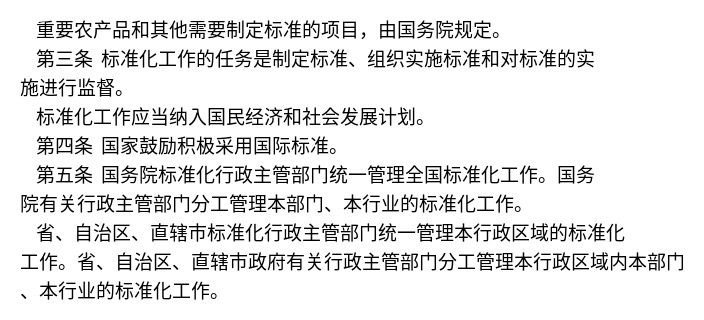 重要农产品和其他需要制定标准的项目，由国务院规定。
第三条 标准化工作的任务是制定标准、组织实施标准和对标准的实
施进行监督。
标准化工作应当纳入国民经济和社会发展计划。
第四条 国家鼓励积极采用国际标准。
第五条 国务院标准化行政主管部门统一管理全国标准化工作。国务
院有关行政主管部门分工管理本部门、本行业的标准化工作。
省、自治区、直辖市标准化行政主管部门统一管理本行政区域的标准化
工作。省、自治区、直辖市政府有关行政主管部门分工管理本行政区域内本部门
、本行业的标准化工作。